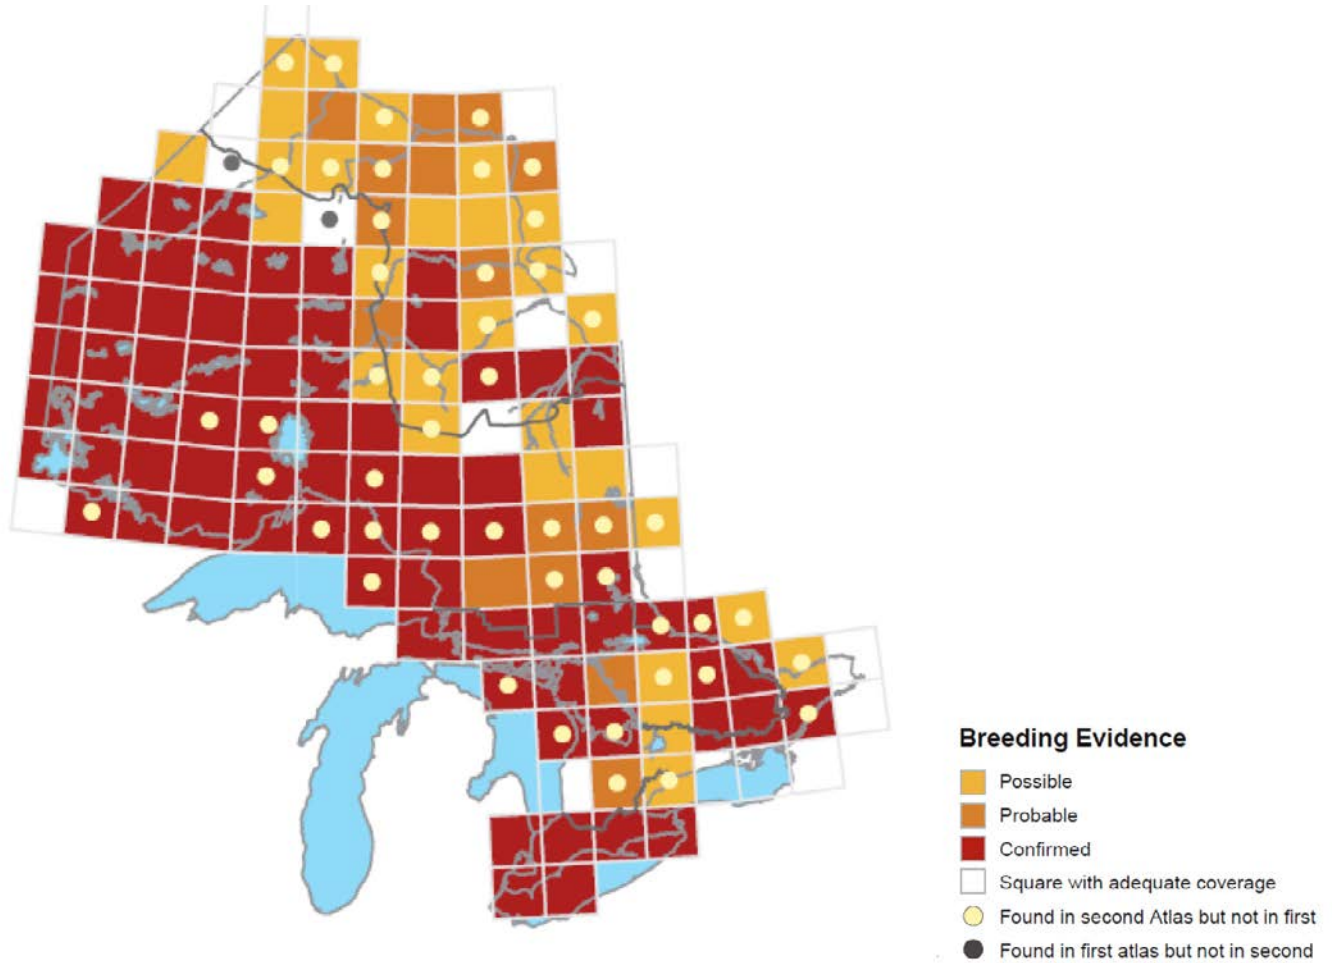 Breeding Evidence
Possible
Probable
Confirmed
Square with adequate coverage
Found in second Atlas but not in first
Found in first atlas but not in second